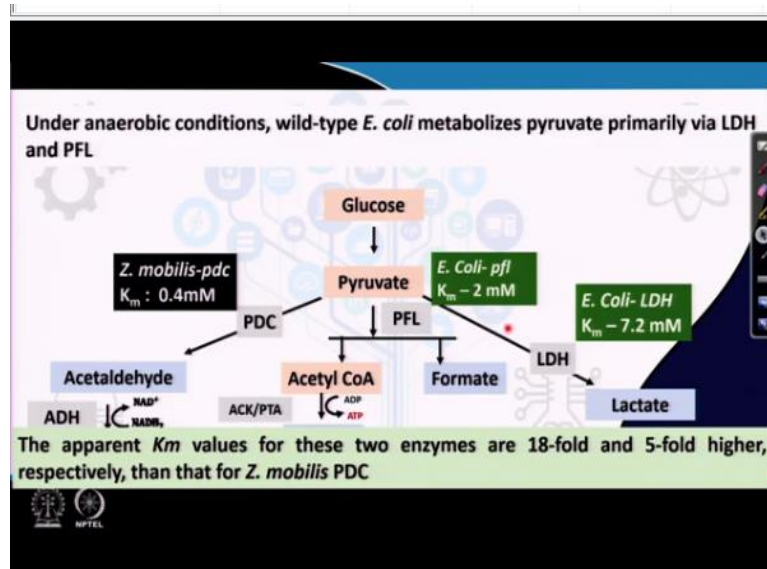 Under anaerobic conditions, wild-type E. coli metabolizes pyruvate primarily via LDH
and PFL
Glucose
Z. mobilis-pdc
Km : 0.4mM
Pyruvate
E. Coli- pfl
Km – 2 mM
E. Coli- LDH
Km – 7.2 mM
PDC
PFL
LDH
Acetaldehyde
Acetyl CoA
Formate
Lactate
ADH
NAD+
NADH2
ACK/PTA
ADP
ATP
The apparent Km values for these two enzymes are 18-fold and 5-fold higher,
respectively, than that for Z. mobilis PDC
NPTEL